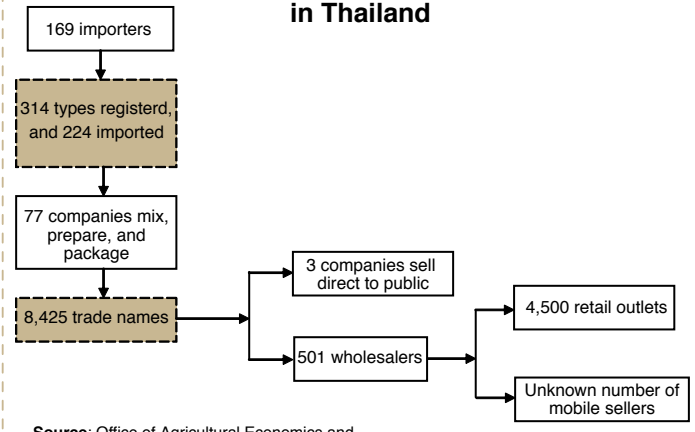 in Thailand
169 importers
314 types registerd,
and 224 imported
77 companies mix,
prepare, and
package
8,425 trade names
3 companies sell
direct to public
501 wholesalers
4,500 retail outlets
Unknown number of
mobile sellers
Source: Office of Agricultural Economics and